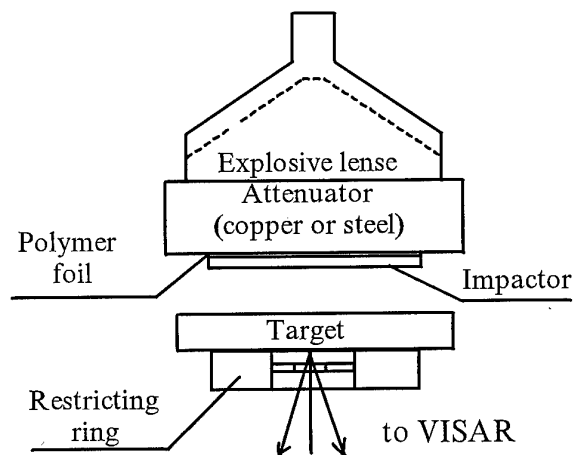 Explosive lense
Attenuator
(copper or steel)
Polymer
foil
Impactor
Target
Restricting
ring
to VISAR